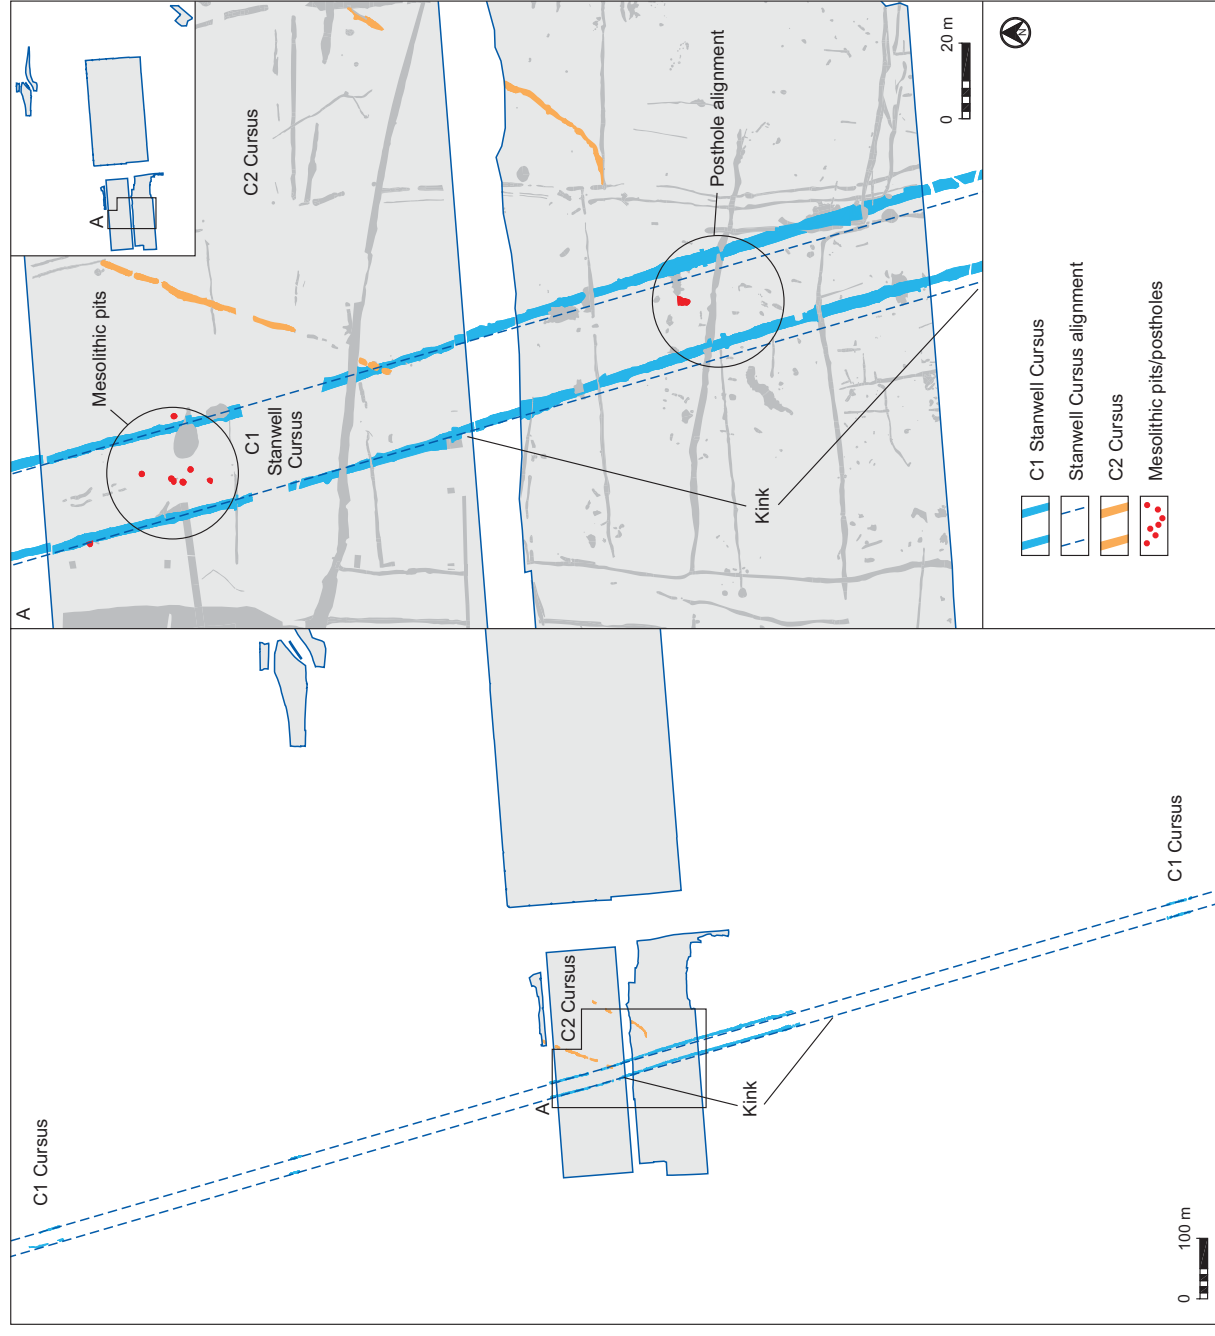 A
Mesolithic pits
C1
Stanwell
Cursus
C2 Cursus
A
Posthole alignment
Kink
0
20 m
C1 Cursus
A
C2 Cursus
Kink
C1 Cursus
0
100 m
C1 Stanwell Cursus
Stanwell Cursus alignment
C2 Cursus
Mesolithic pits/postholes
N